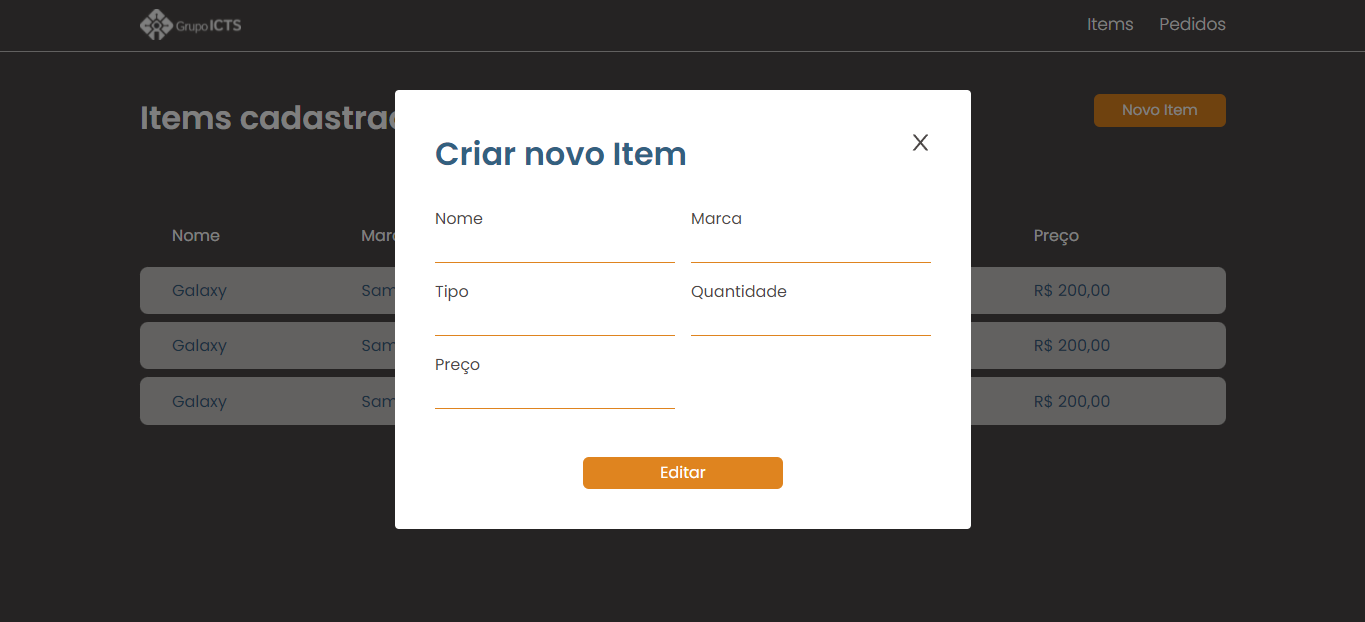 Grupo ICTS
Items Pedidos
Items cadastrad
Novo Item
Criar novo Item
X
Nome Marca
Tipo Quantidade
Preço
Editar
Nome Marc Preço
Galaxy Sam R$ 200,00
Galaxy Sam R$ 200,00
Galaxy Sam R$ 200,00